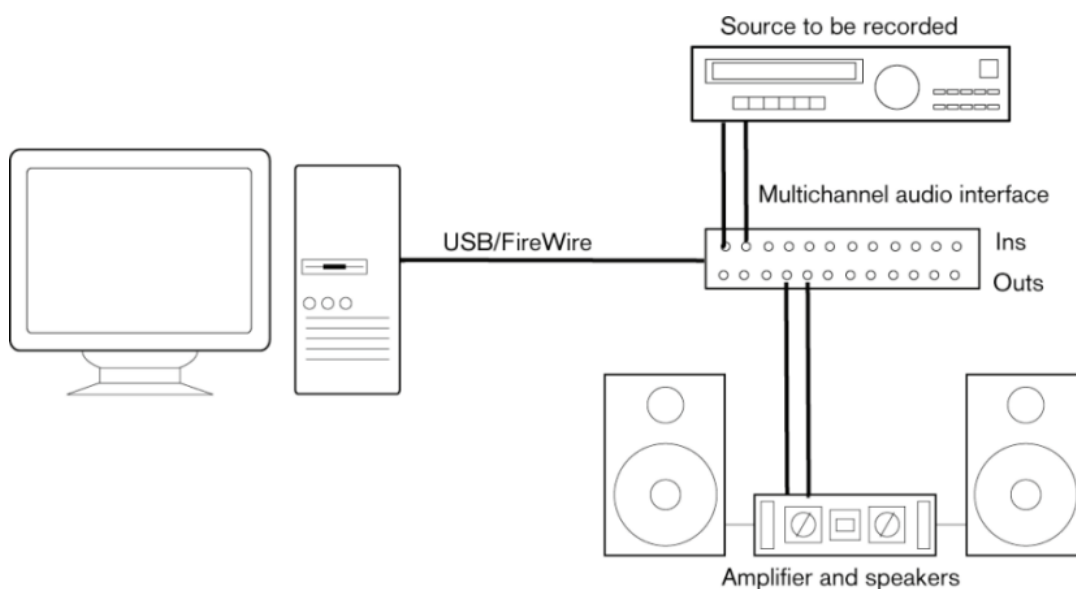 Source to be recorded
Multichannel audio interface
USB/FireWire
Ins
Outs
Amplifier and speakers